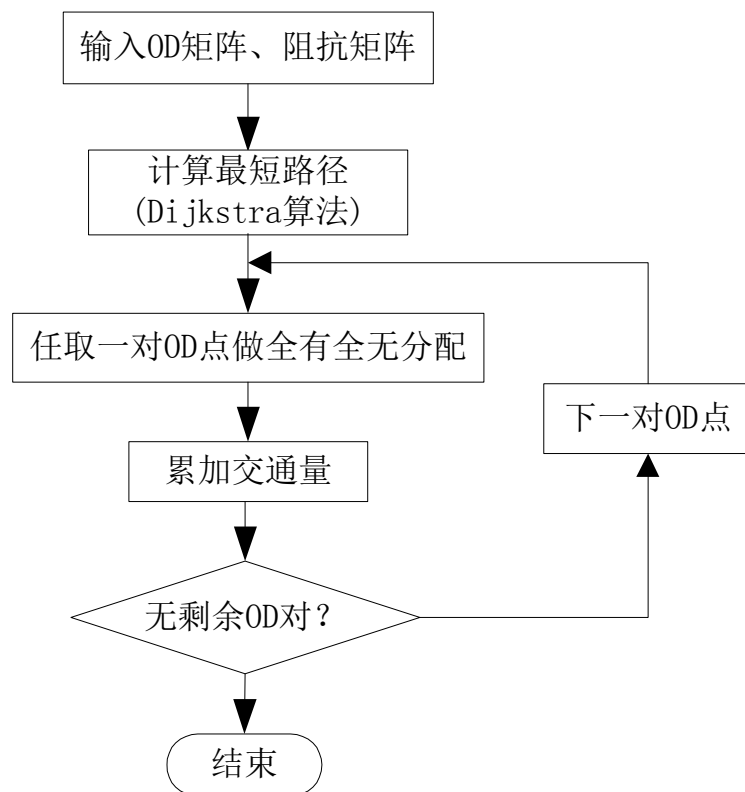 输入OD矩阵、阻抗矩阵
计算最短路径
(Dijkstra算法)
任取一对OD点做全有全无分配
下一对OD点
累加交通量
无剩余OD对？
结束